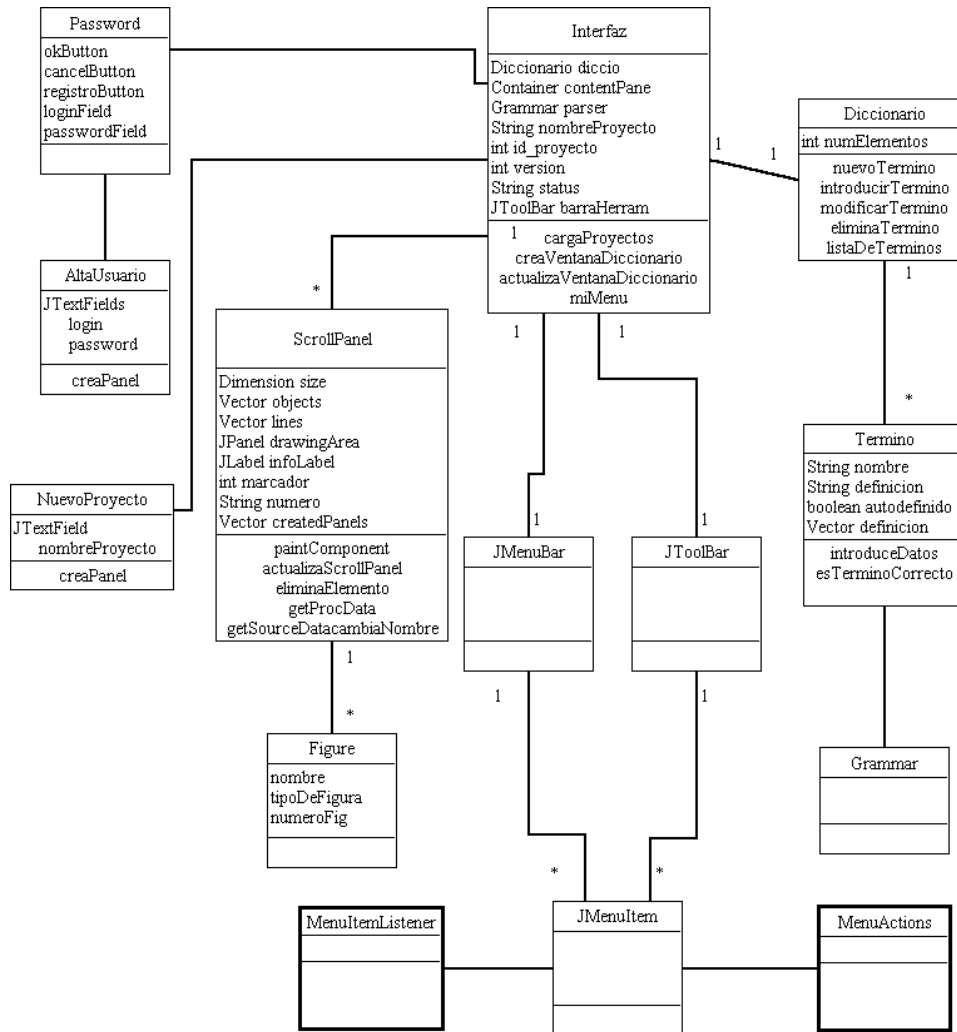 Password
okButton
cancelButton
registroButton
loginField
passwordField
Interfaz
Diccionario diccio
Container contentPane
Grammar parser
String nombreProyecto
int id_proyecto
int version
String status
JToolBar barraHerram
cargaProyectos
creaVentanaDiccionario
actualizaVentanaDiccionario
miMenu
1
1
Diccionario
int numElementos
nuevoTermino
introducirTermino
modificarTermino
eliminaTermino
listaDeTerminos
1
*
AltaUsuario
JTextFields
login
password
creaPanel
1
*
ScrollPanel
Dimension size
Vector objects
Vector lines
JPanel drawingArea
JLabel infoLabel
int marcador
String numero
Vector createdPanels
paintComponent
actualizaScrollPanel
eliminaElemento
getProcData
getSourceDatacambiaNombre
1
1
Termino
String nombre
String definicion
boolean autodefinido
Vector definicion
introduceDatos
esTerminoCorrecto
NuevoProyecto
JTextField
nombreProyecto
creaPanel
1
1
JMenuBar
JToolBar
1
*
1
1
Figure
nombre
tipoDeFigura
numeroFig
Grammar
*
*
MenuItemListener
JMenuItem
MenuActions